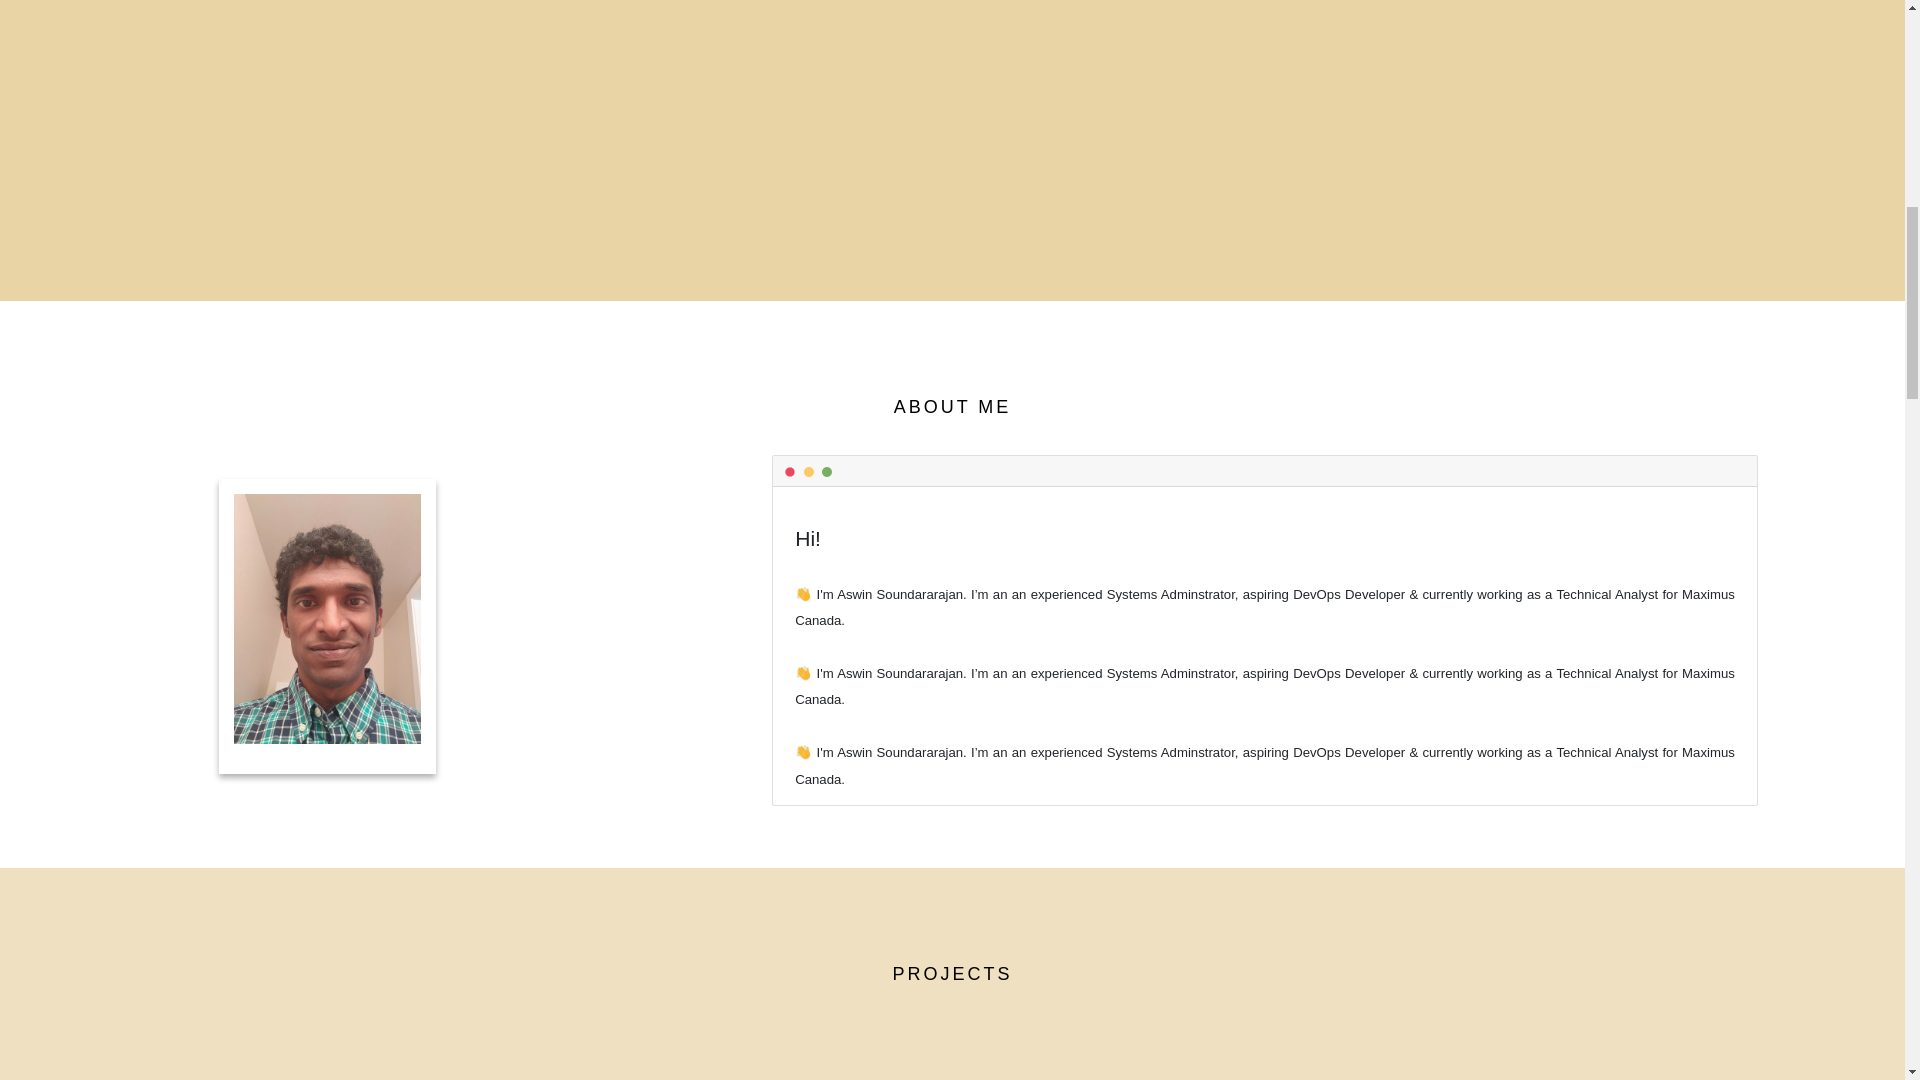 ABOUT ME
Hi!
👋 I'm Aswin Soundararajan. I'm an an experienced Systems Adminstrator, aspiring DevOps Developer & currently working as a Technical Analyst for Maximus
Canada.
👋 I'm Aswin Soundararajan. I'm an an experienced Systems Adminstrator, aspiring DevOps Developer & currently working as a Technical Analyst for Maximus
Canada.
👋 I'm Aswin Soundararajan. I'm an an experienced Systems Adminstrator, aspiring DevOps Developer & currently working as a Technical Analyst for Maximus
Canada.
PROJECTS